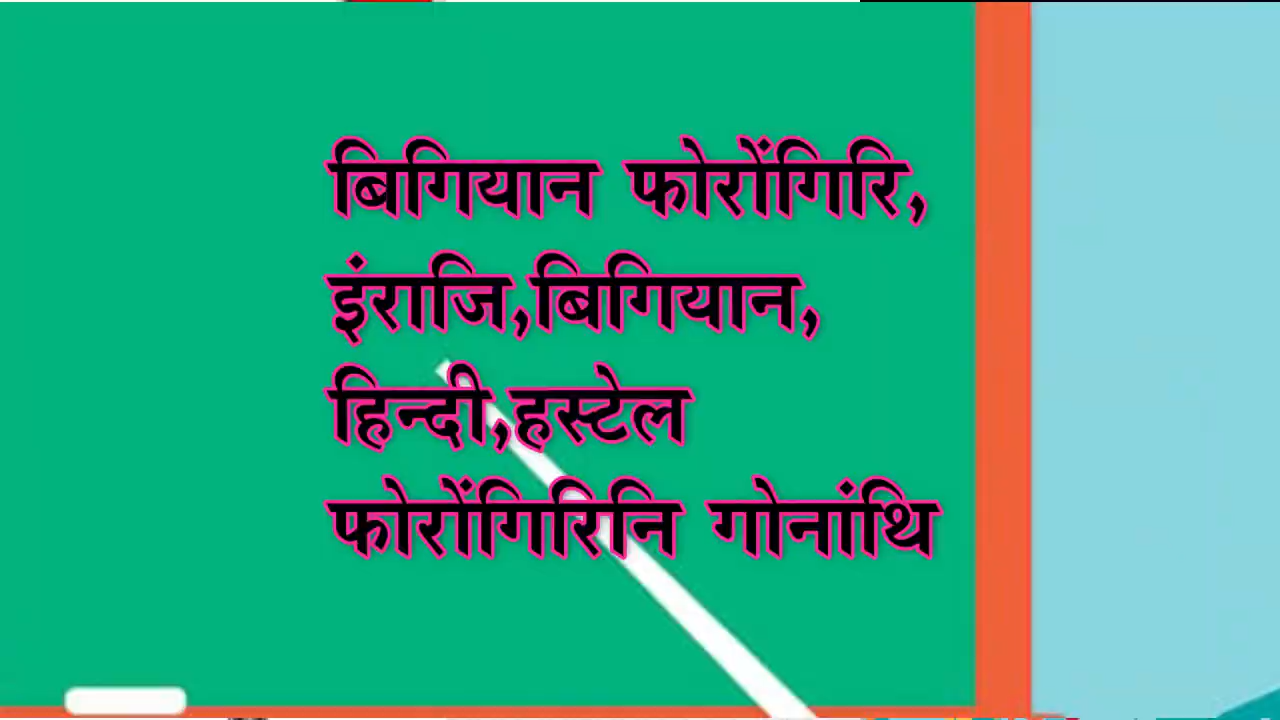 बिगियान फोरोंगिरि,
इंराजि,बिगियान,
हिन्दी,हस्टेल
फोरोंगिरिनि गोनांथि